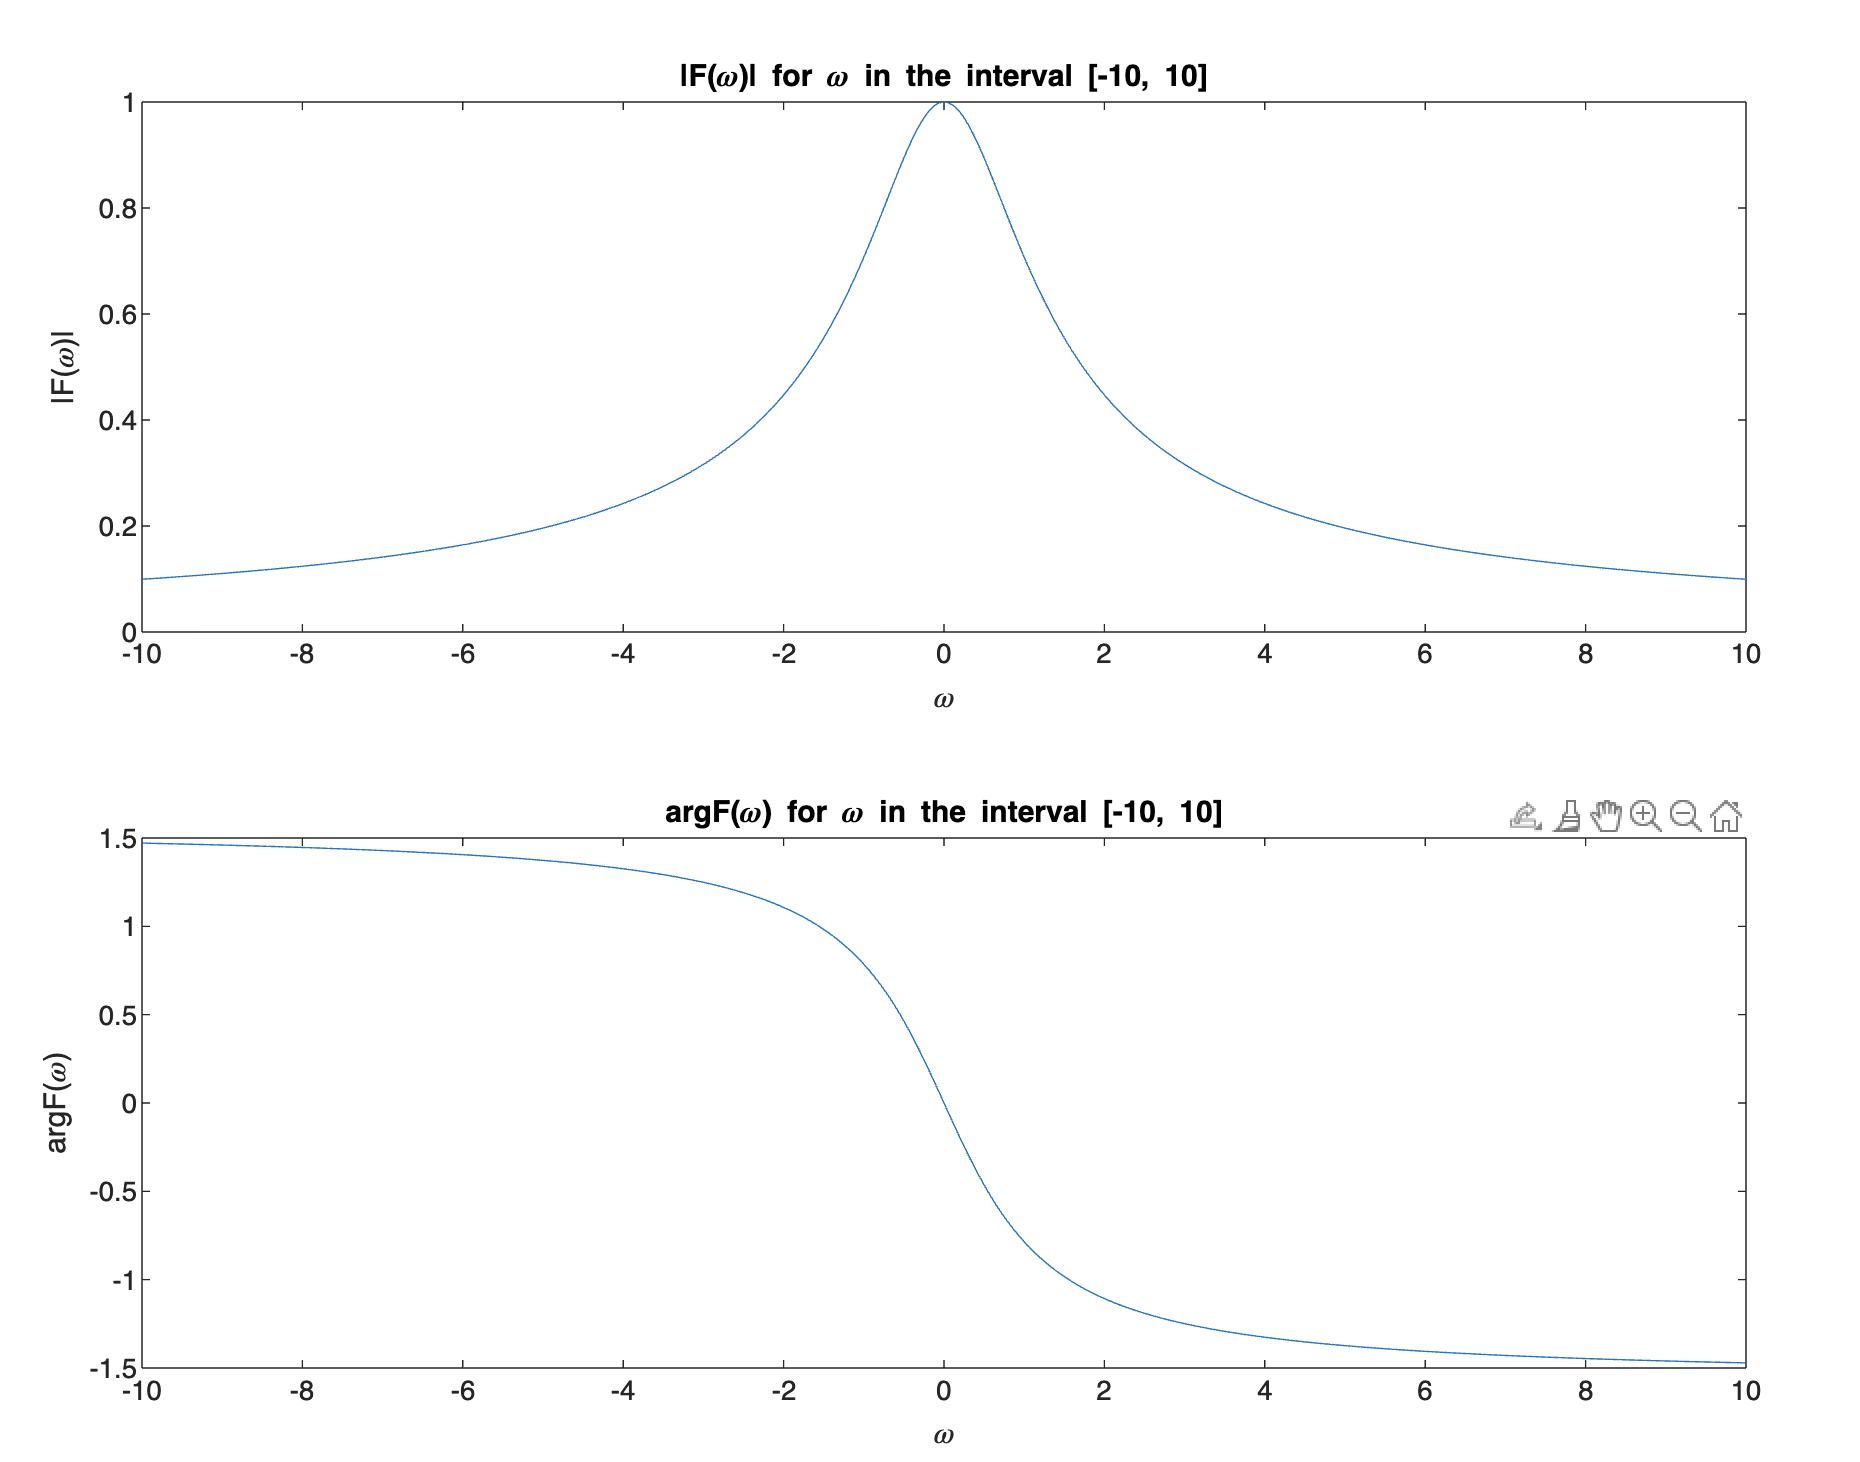 |F(ω)| for ω in the interval [-10, 10]
1
0.8
0.6
0.4
0.2
0
|F(ω)|
-10 -8 -6 -4 -2 0 2 4 6 8 10
ω
argF(ω) for ω in the interval [-10, 10]
1.5
1
0.5
0
-0.5
-1
-1.5
argF(ω)
-10 -8 -6 -4 -2 0 2 4 6 8 10
ω